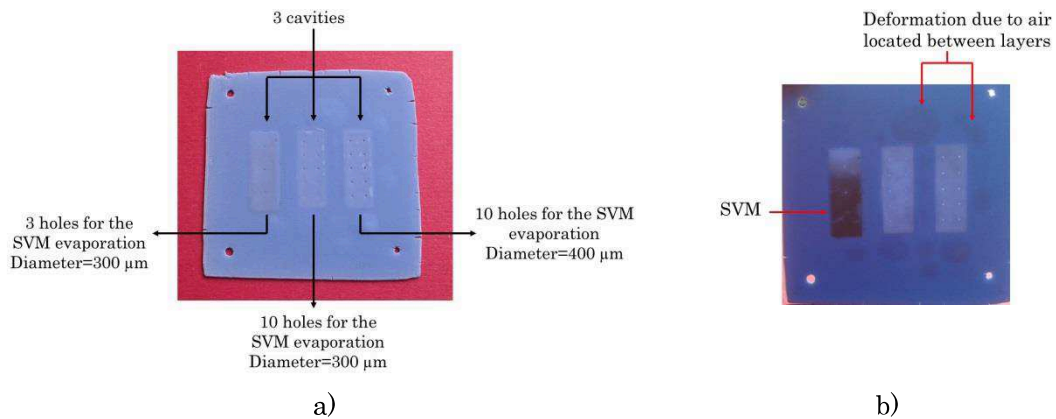 3 cavities
3 holes for the
SVM evaporation
Diameter=300 µm
10 holes for the SVM
evaporation
Diameter=400 µm
10 holes for the
SVM evaporation
Diameter=300 µm
a)
Deformation due to air
located between layers
SVM
b)